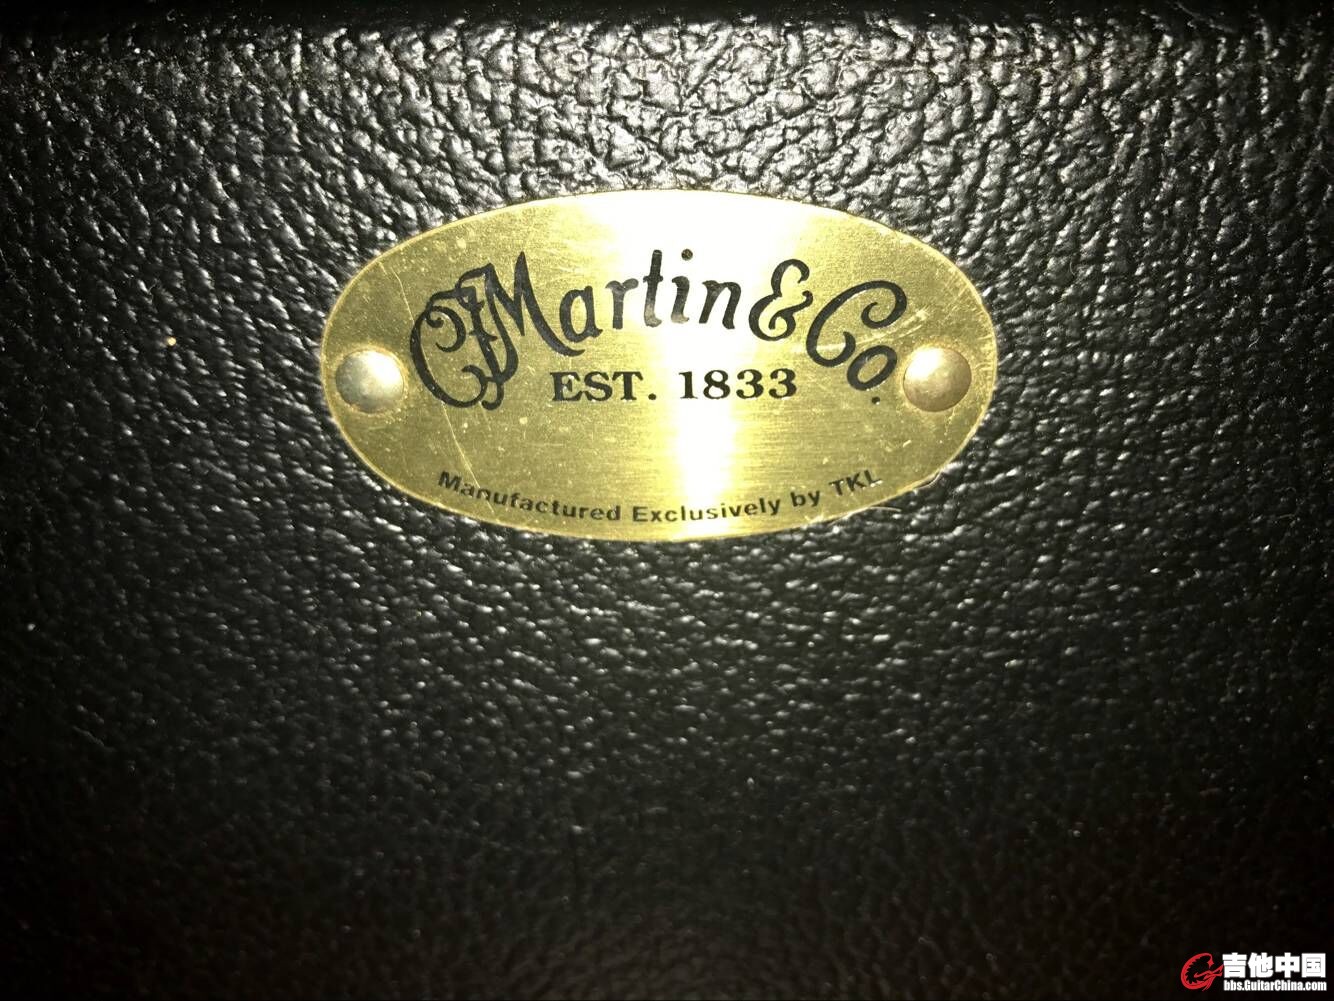 CFMartin & Co.
EST. 1833
Manufactured Exclusively by TKL
吉他中国
bbs.GuitarChina.com